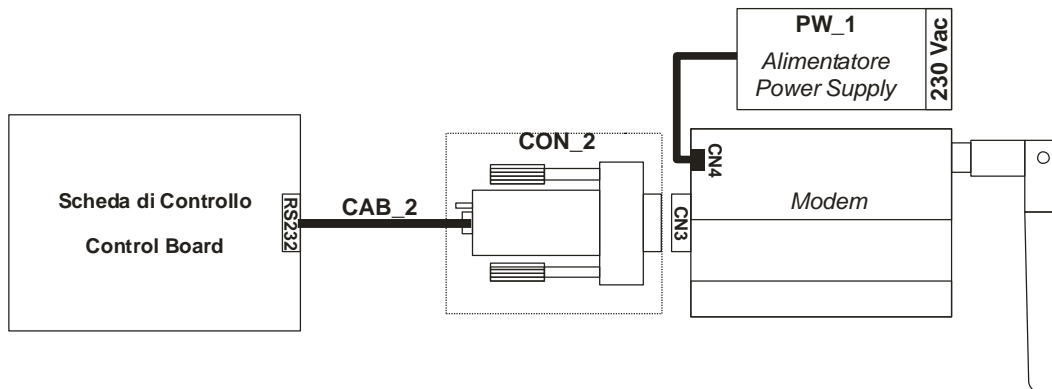 PW_1
Alimentatore
Power Supply
230 Vac
CON_2
CN4
Scheda di Controllo
Control Board
RS232
CAB_2
CN3
Modem